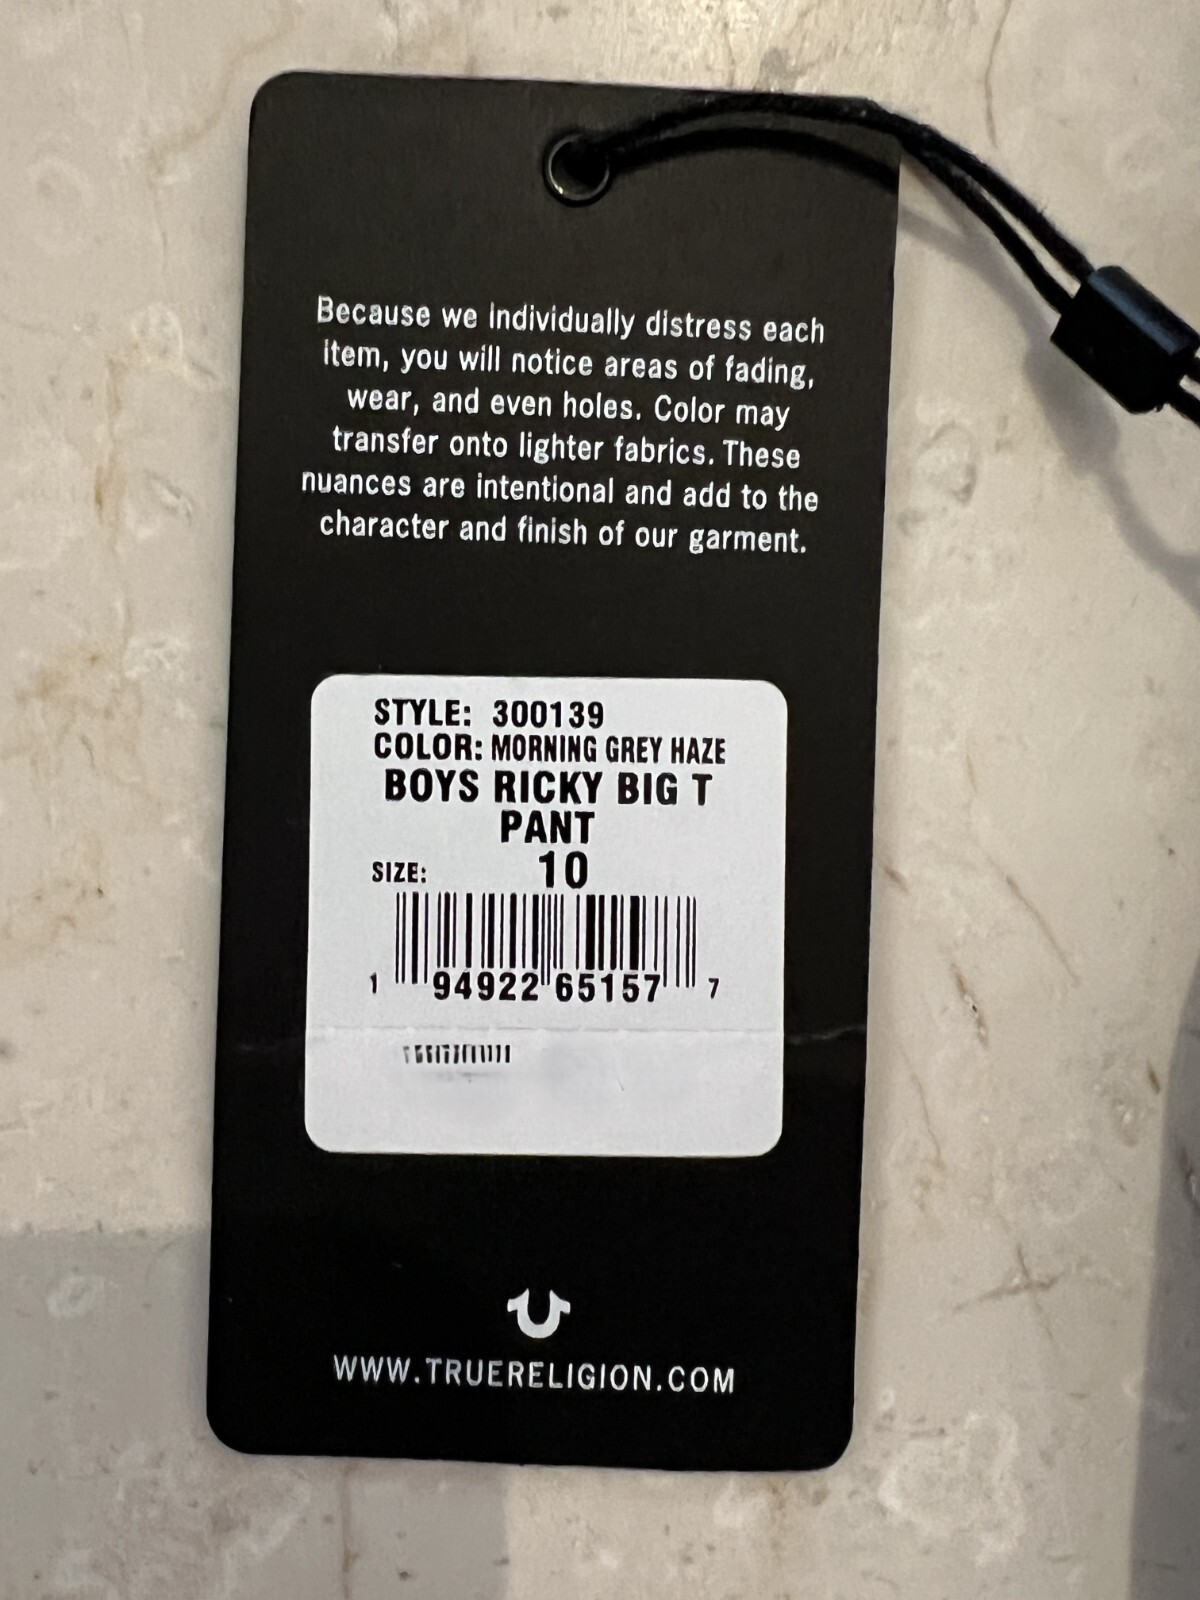 Because we individually distress each
item, you will notice areas of fading,
wear, and even holes. Color may
transfer onto lighter fabrics. These
nuances are intentional and add to the
character and finish of our garment.
STYLE: 300139
COLOR: MORNING GREY HAZE
BOYS RICKY BIG T
PANT
SIZE: 10
1 94922 65157 7
WWW.TRUERELIGION.COM